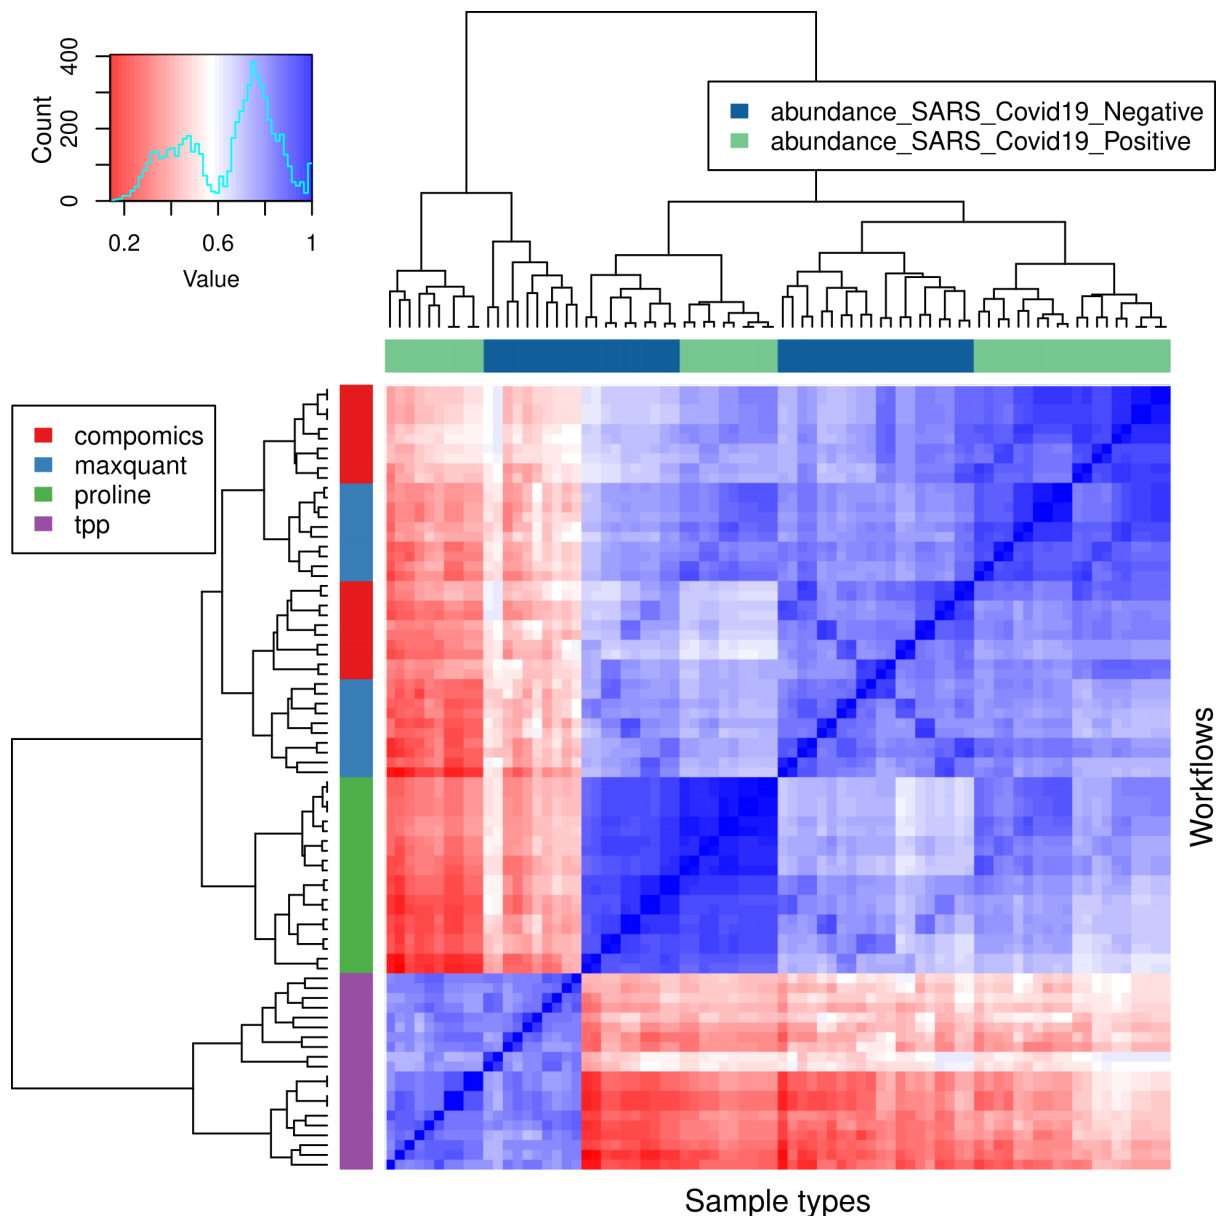 400
200
0
Count
0.2 0.6 1
Value
abundance_SARS_Covid19_Negative
abundance_SARS_Covid19_Positive
compomics
maxquant
proline
tpp
Workflows
Sample types